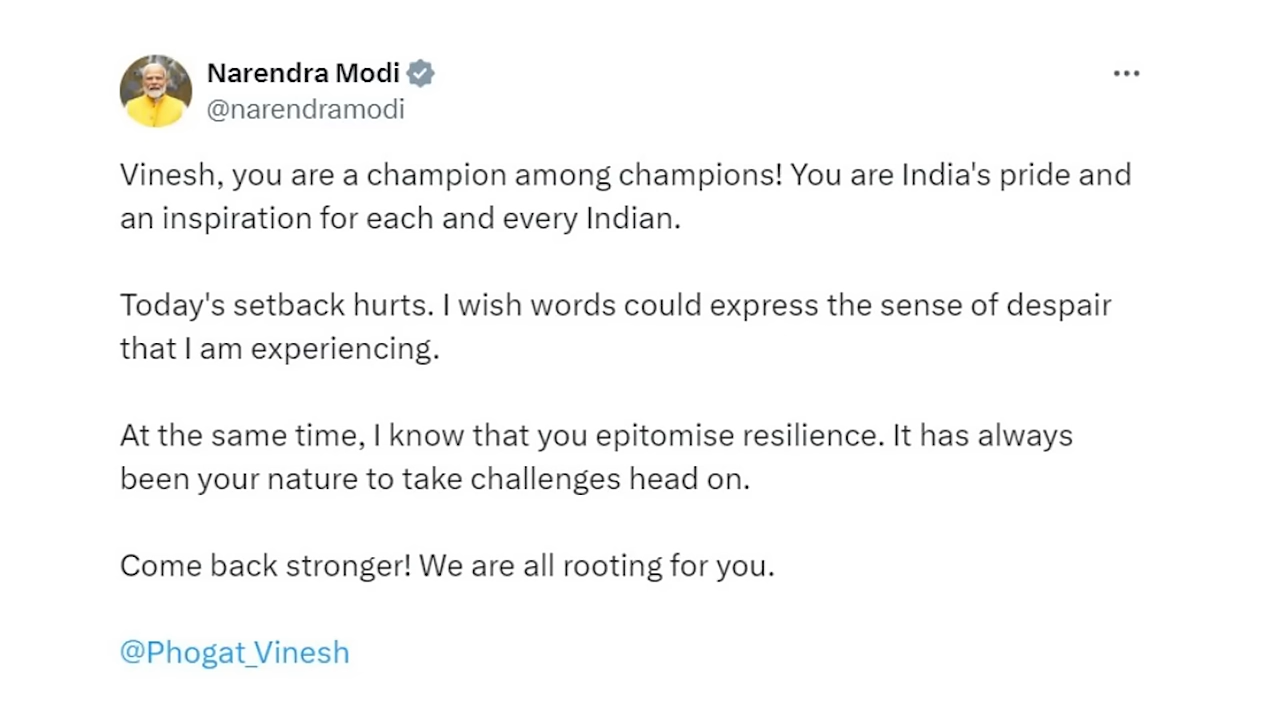 Narendra Modi
@narendramodi
Vinesh, you are a champion among champions! You are India's pride and
an inspiration for each and every Indian.
Today's setback hurts. I wish words could express the sense of despair
that I am experiencing.
At the same time, I know that you epitomise resilience. It has always
been your nature to take challenges head on.
Come back stronger! We are all rooting for you.
@Phogat_Vinesh